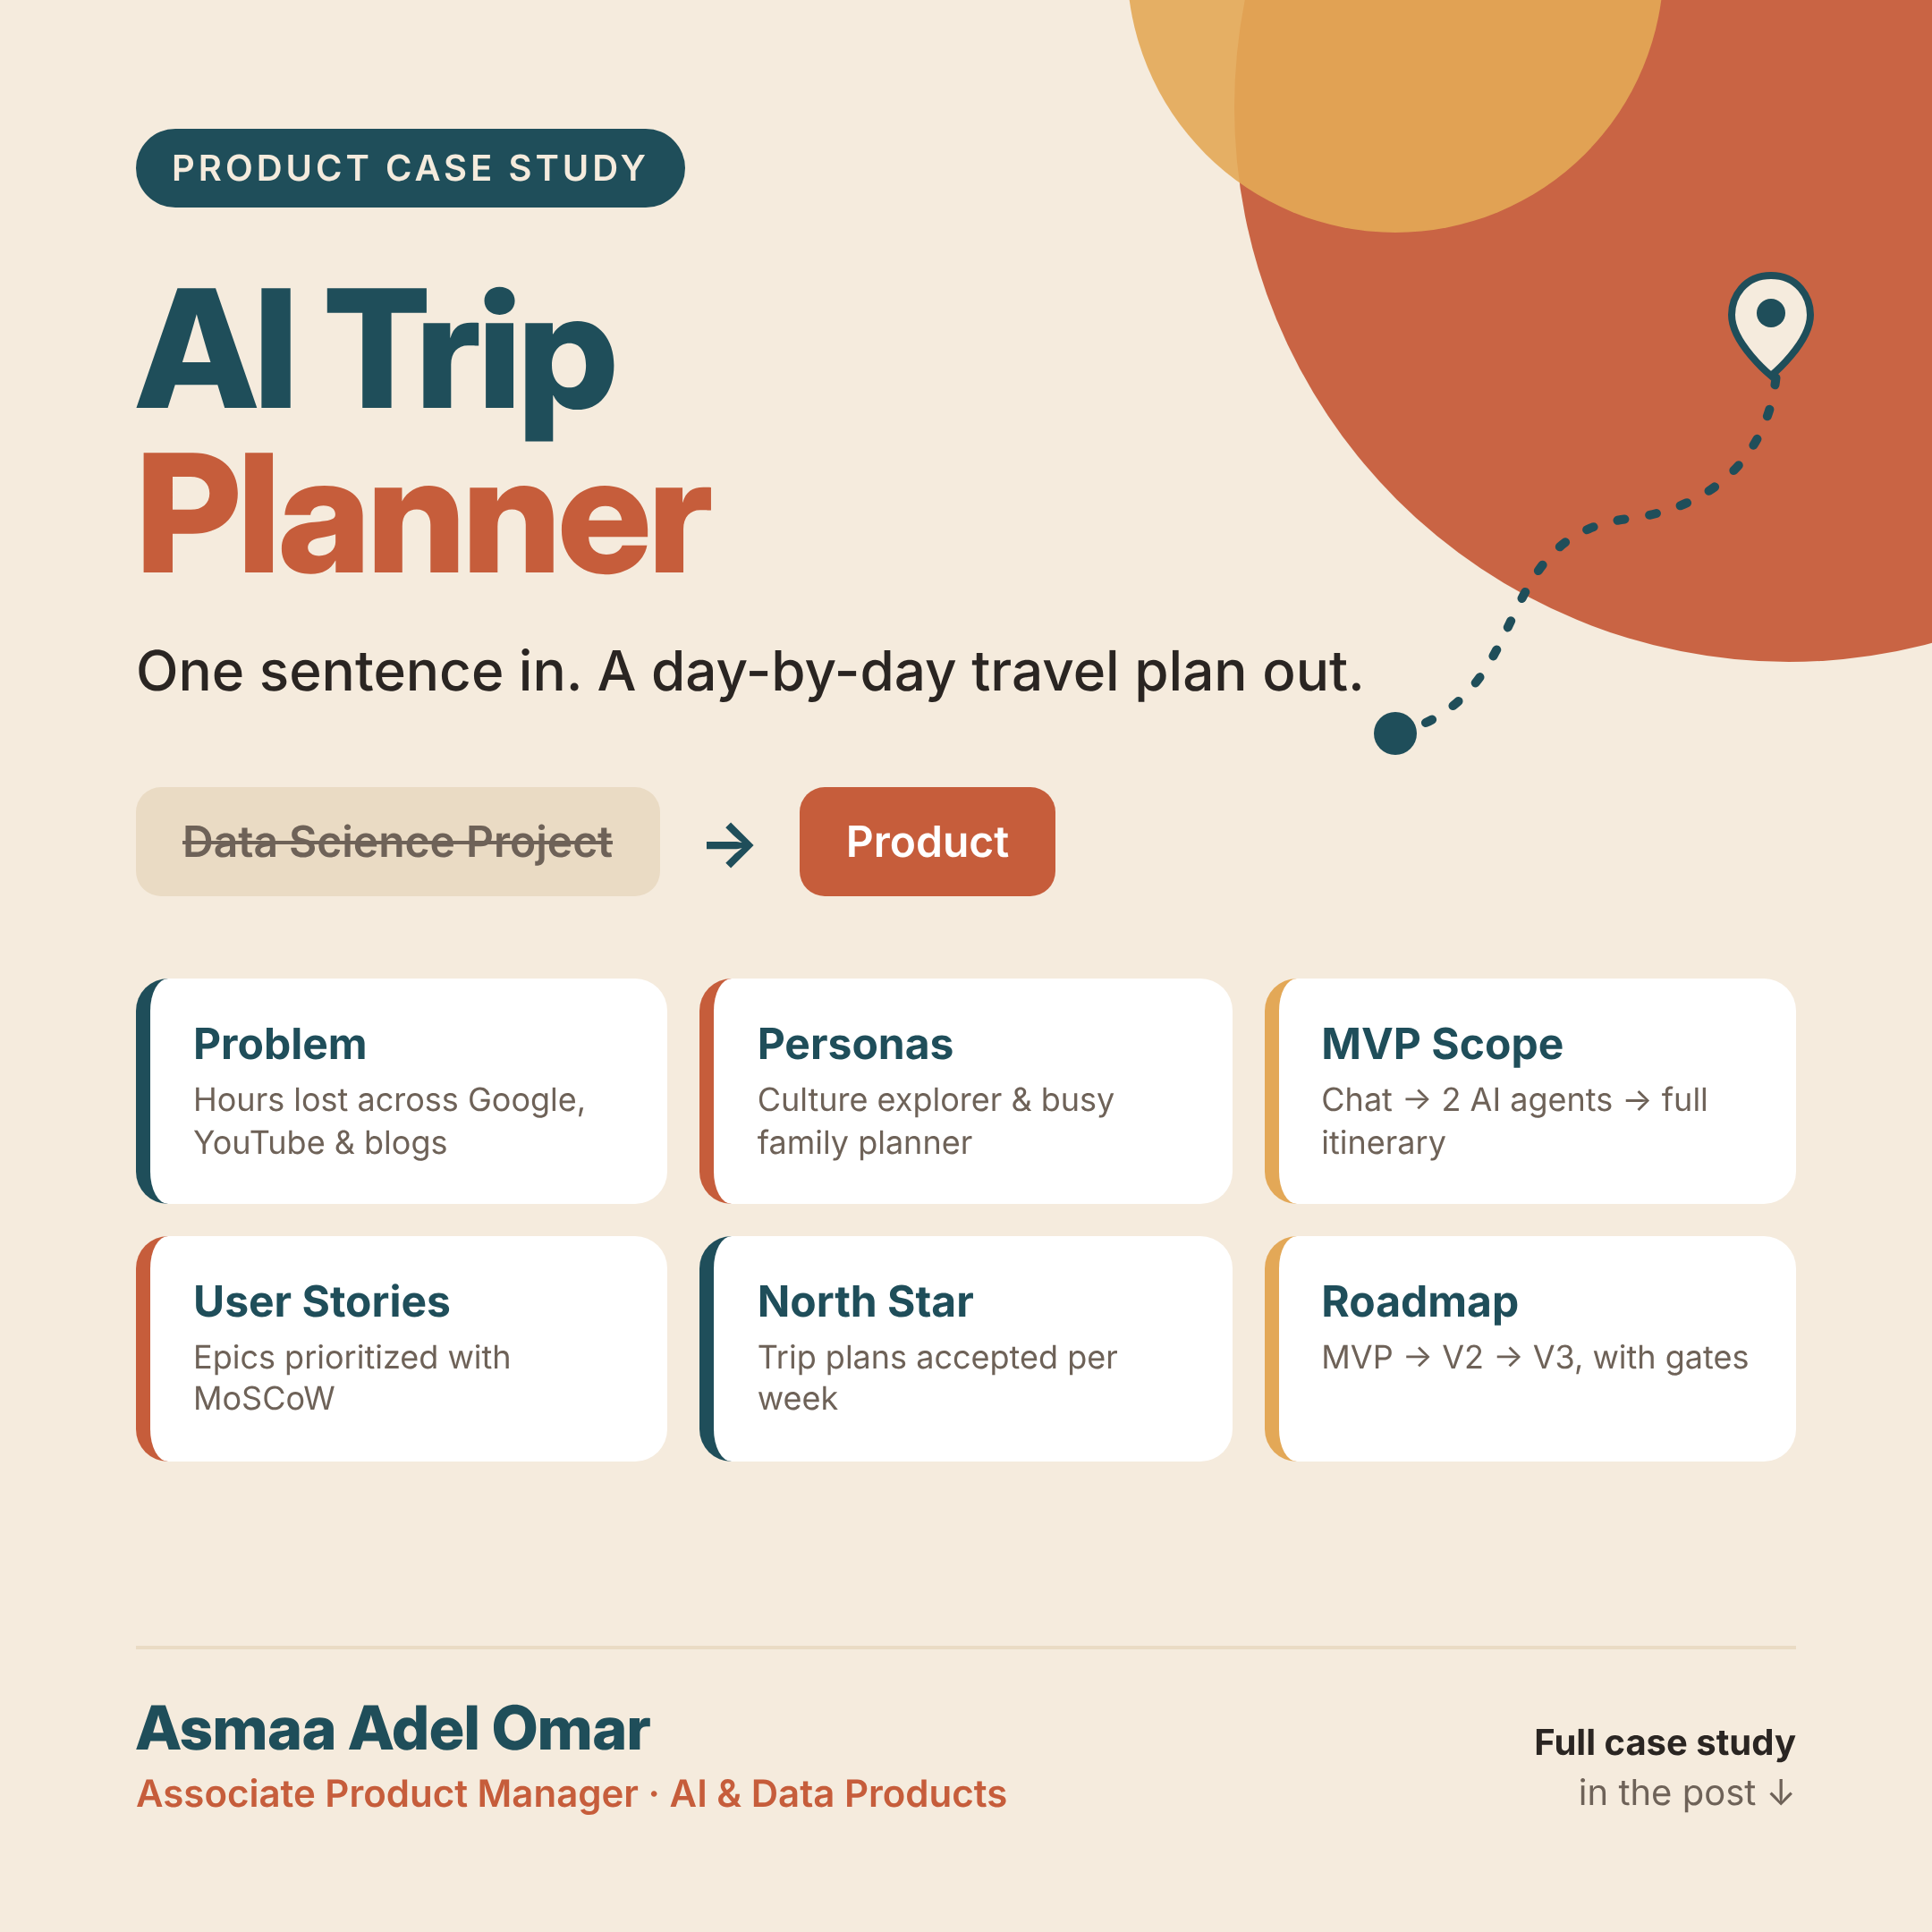 PRODUCT CASE STUDY
AI Trip
Planner
One sentence in. A day-by-day travel plan out.
Data Science Project → Product
Problem
Hours lost across Google,
YouTube & blogs
Personas
Culture explorer & busy
family planner
MVP Scope
Chat → 2 AI agents → full
itinerary
User Stories
Epics prioritized with
MoSCoW
North Star
Trip plans accepted per
week
Roadmap
MVP → V2 → V3, with gates
Asmaa Adel Omar
Associate Product Manager · AI & Data Products
Full case study
in the post ↓